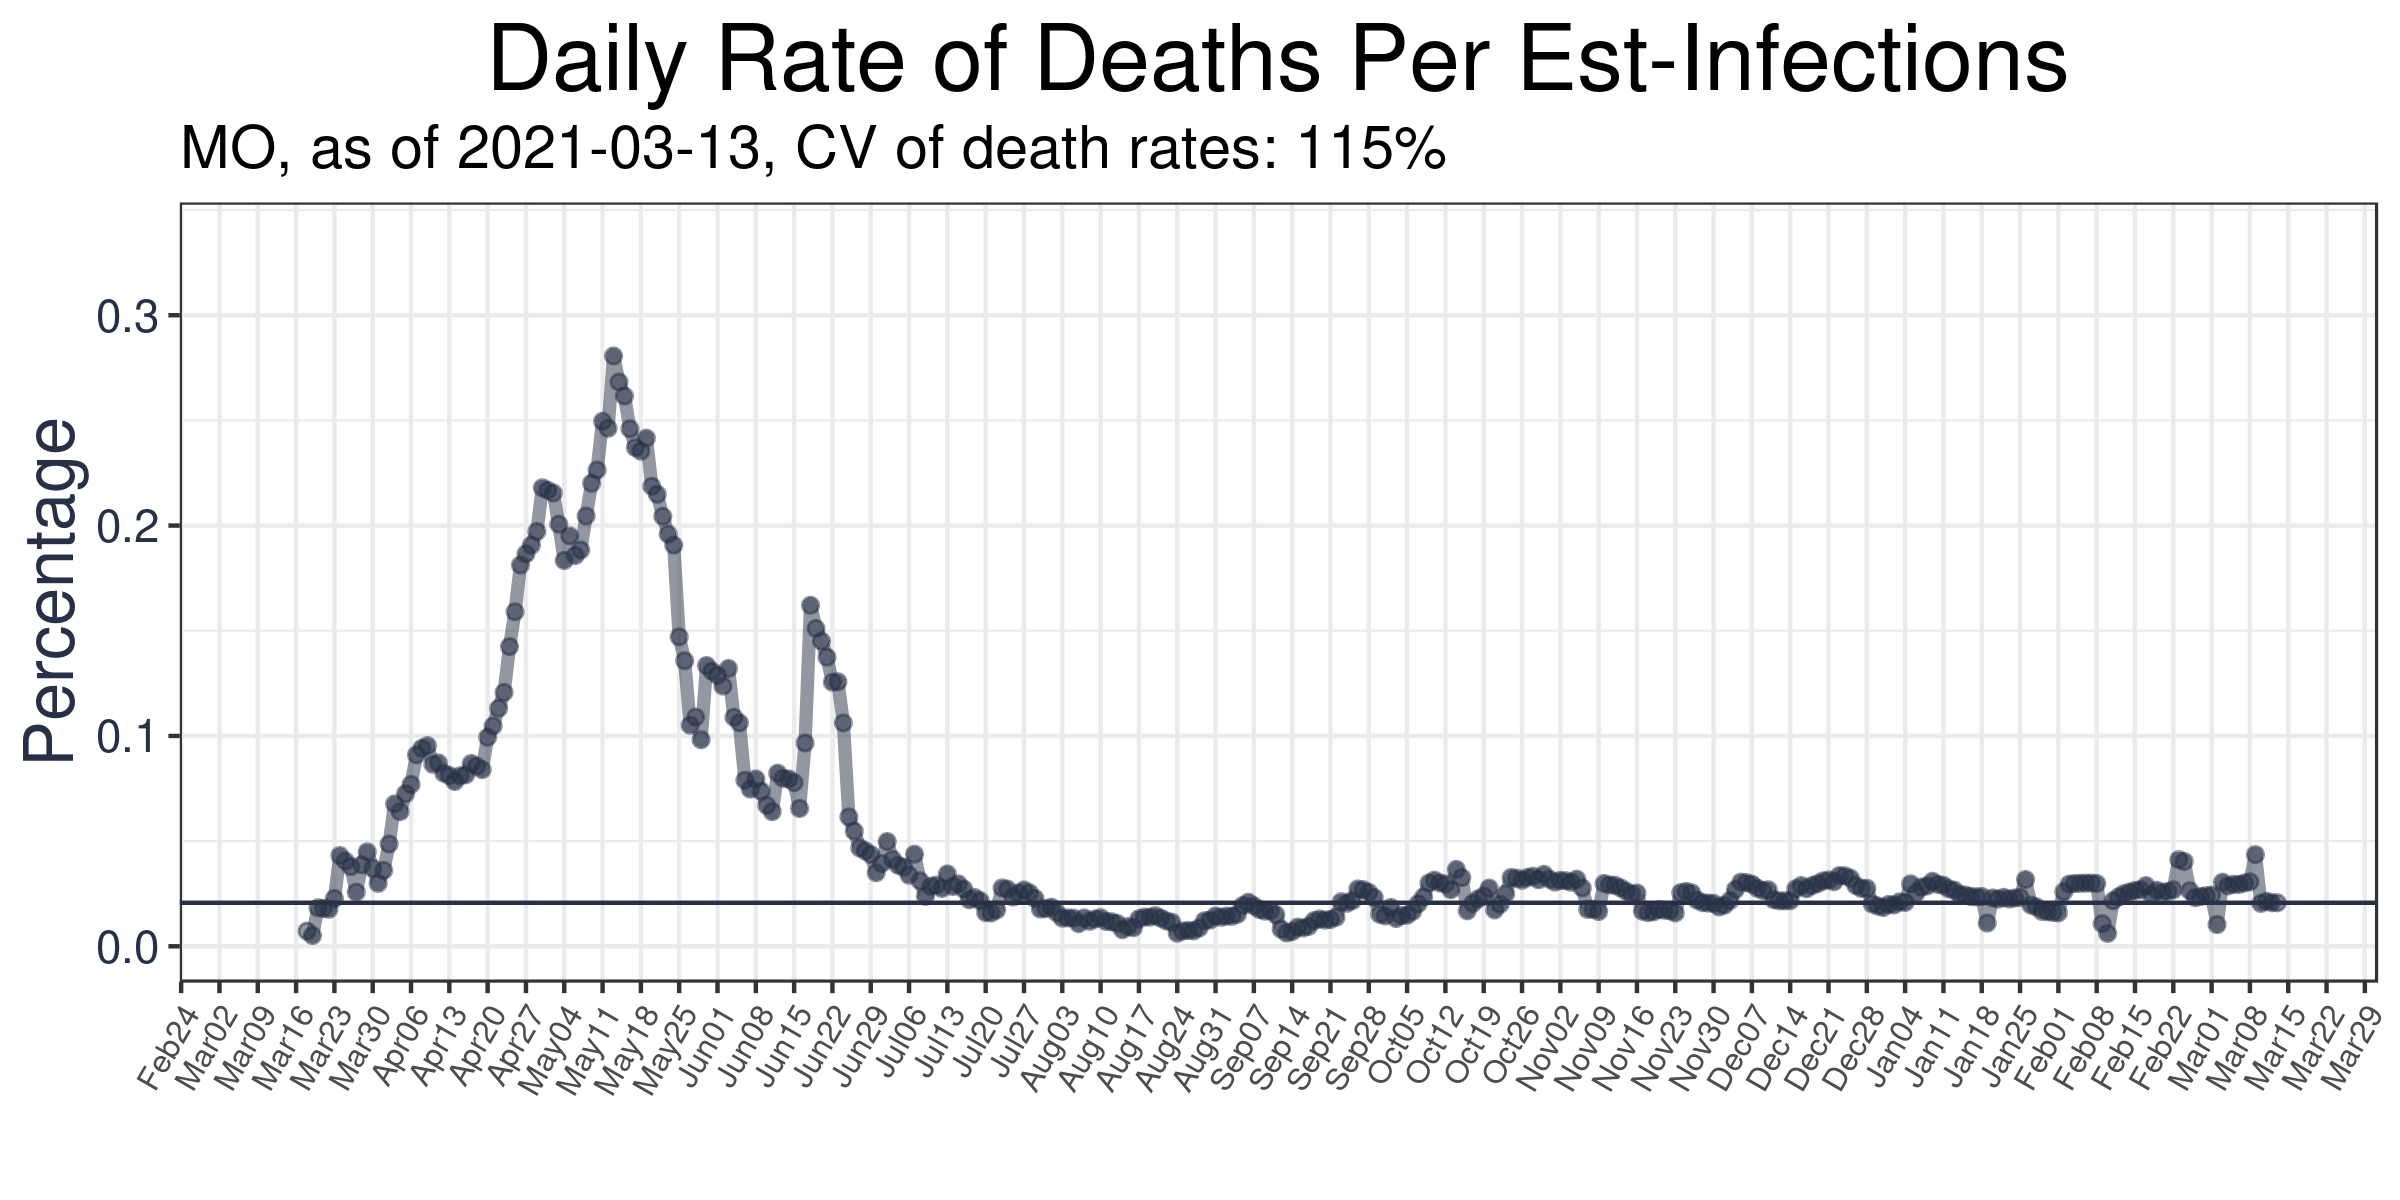 Daily Rate of Deaths Per Est-Infections
MO, as of 2021-03-13, CV of death rates: 115%
Percentage
0.3
0.2
0.1
0.0
Feb24
Mar02
Mar09
Mar16
Mar23
Mar30
Apr06
Apr13
Apr20
Apr27
May04
May11
May18
May25
Jun01
Jun08
Jun15
Jun22
Jun29
Jul06
Jul13
Jul20
Jul27
Aug03
Aug10
Aug17
Aug24
Aug31
Sep07
Sep14
Sep21
Sep28
Oct05
Oct12
Oct19
Oct26
Nov02
Nov09
Nov16
Nov23
Nov30
Dec07
Dec14
Dec21
Dec28
Jan04
Jan11
Jan18
Jan25
Feb01
Feb08
Feb15
Feb22
Mar01
Mar08
Mar15
Mar22
Mar29